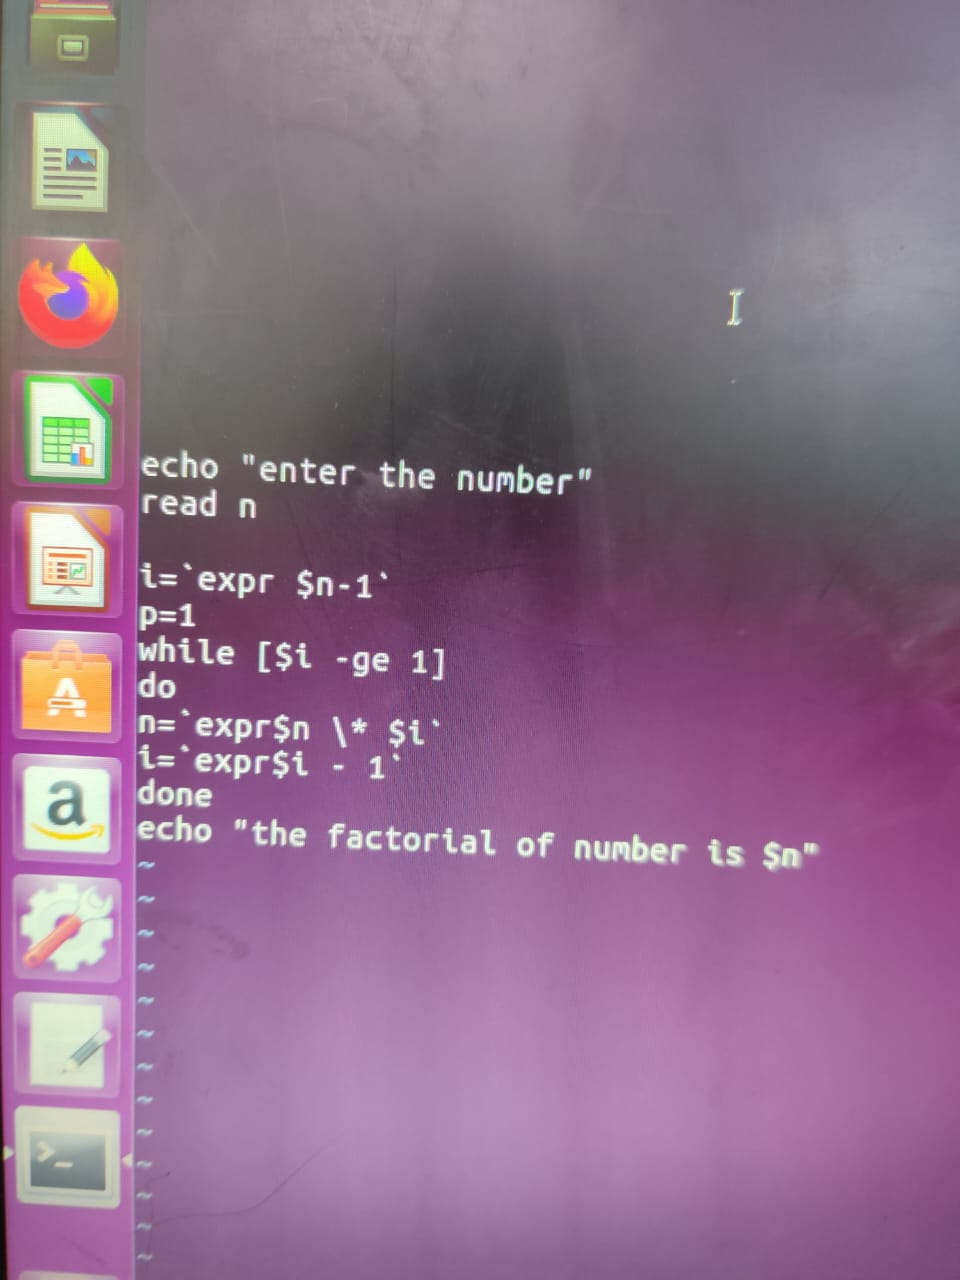 echo "enter the number"
read n
i=`expr $n-1`
p=1
while [$i -ge 1]
do
n=`expr$n \* $i`
i=`expr$i - 1`
done
echo "the factorial of number is $n"
~
~
~
~
~
~
~
~
~
~
~
~
~